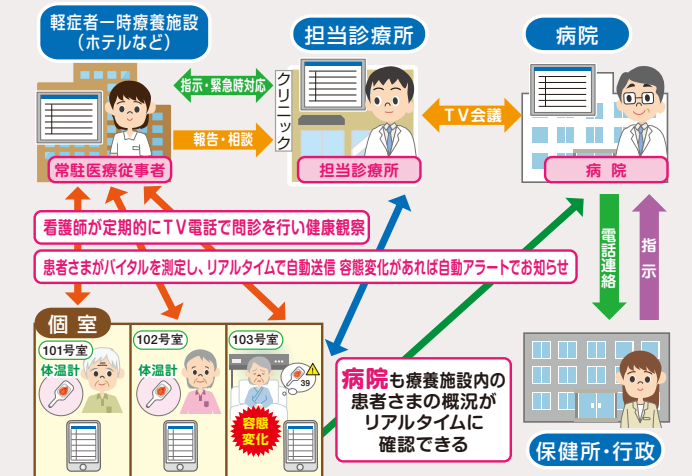 軽症者一時療養施設
(ホテルなど)
担当診療所
病院
指示・緊急時対応
報告・相談
クリニック
TV会議
常駐医療従事者
担当診療所
病 院
看護師が定期的にTV電話で問診を行い健康観察
患者さまがバイタルを測定し、リアルタイムで自動送信 容態変化があれば自動アラートでお知らせ
電話連絡
指示
個 室
101号室
体温計
102号室
体温計
103号室
39
容態
変化
病院も療養施設内の
患者さまの概況が
リアルタイムに
確認できる
保健所・行政